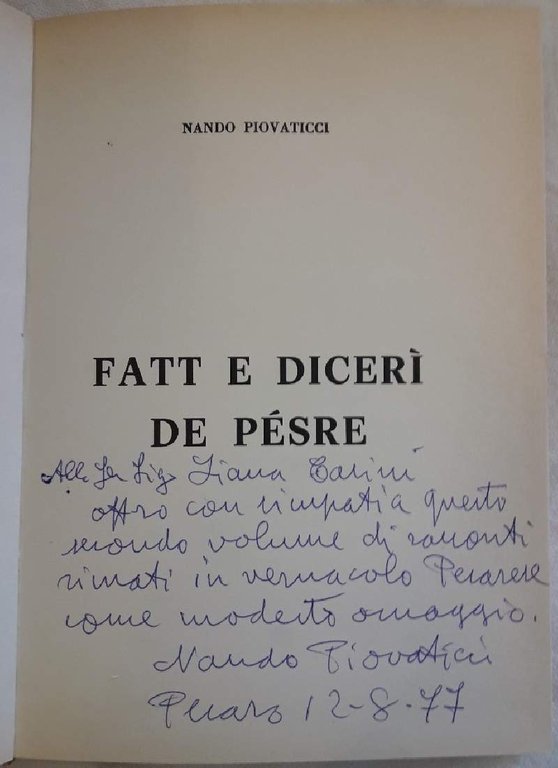 NANDO PIOVATICCI
FATT E DICERÌ
DE PÉSRE
Alla Sig. Liana
offro con simpatia questo
secondo volume di racconti
rimati in vernacolo Pesarese
come modesto omaggio.
Nando Piovaticci
Pesaro 12-8-77